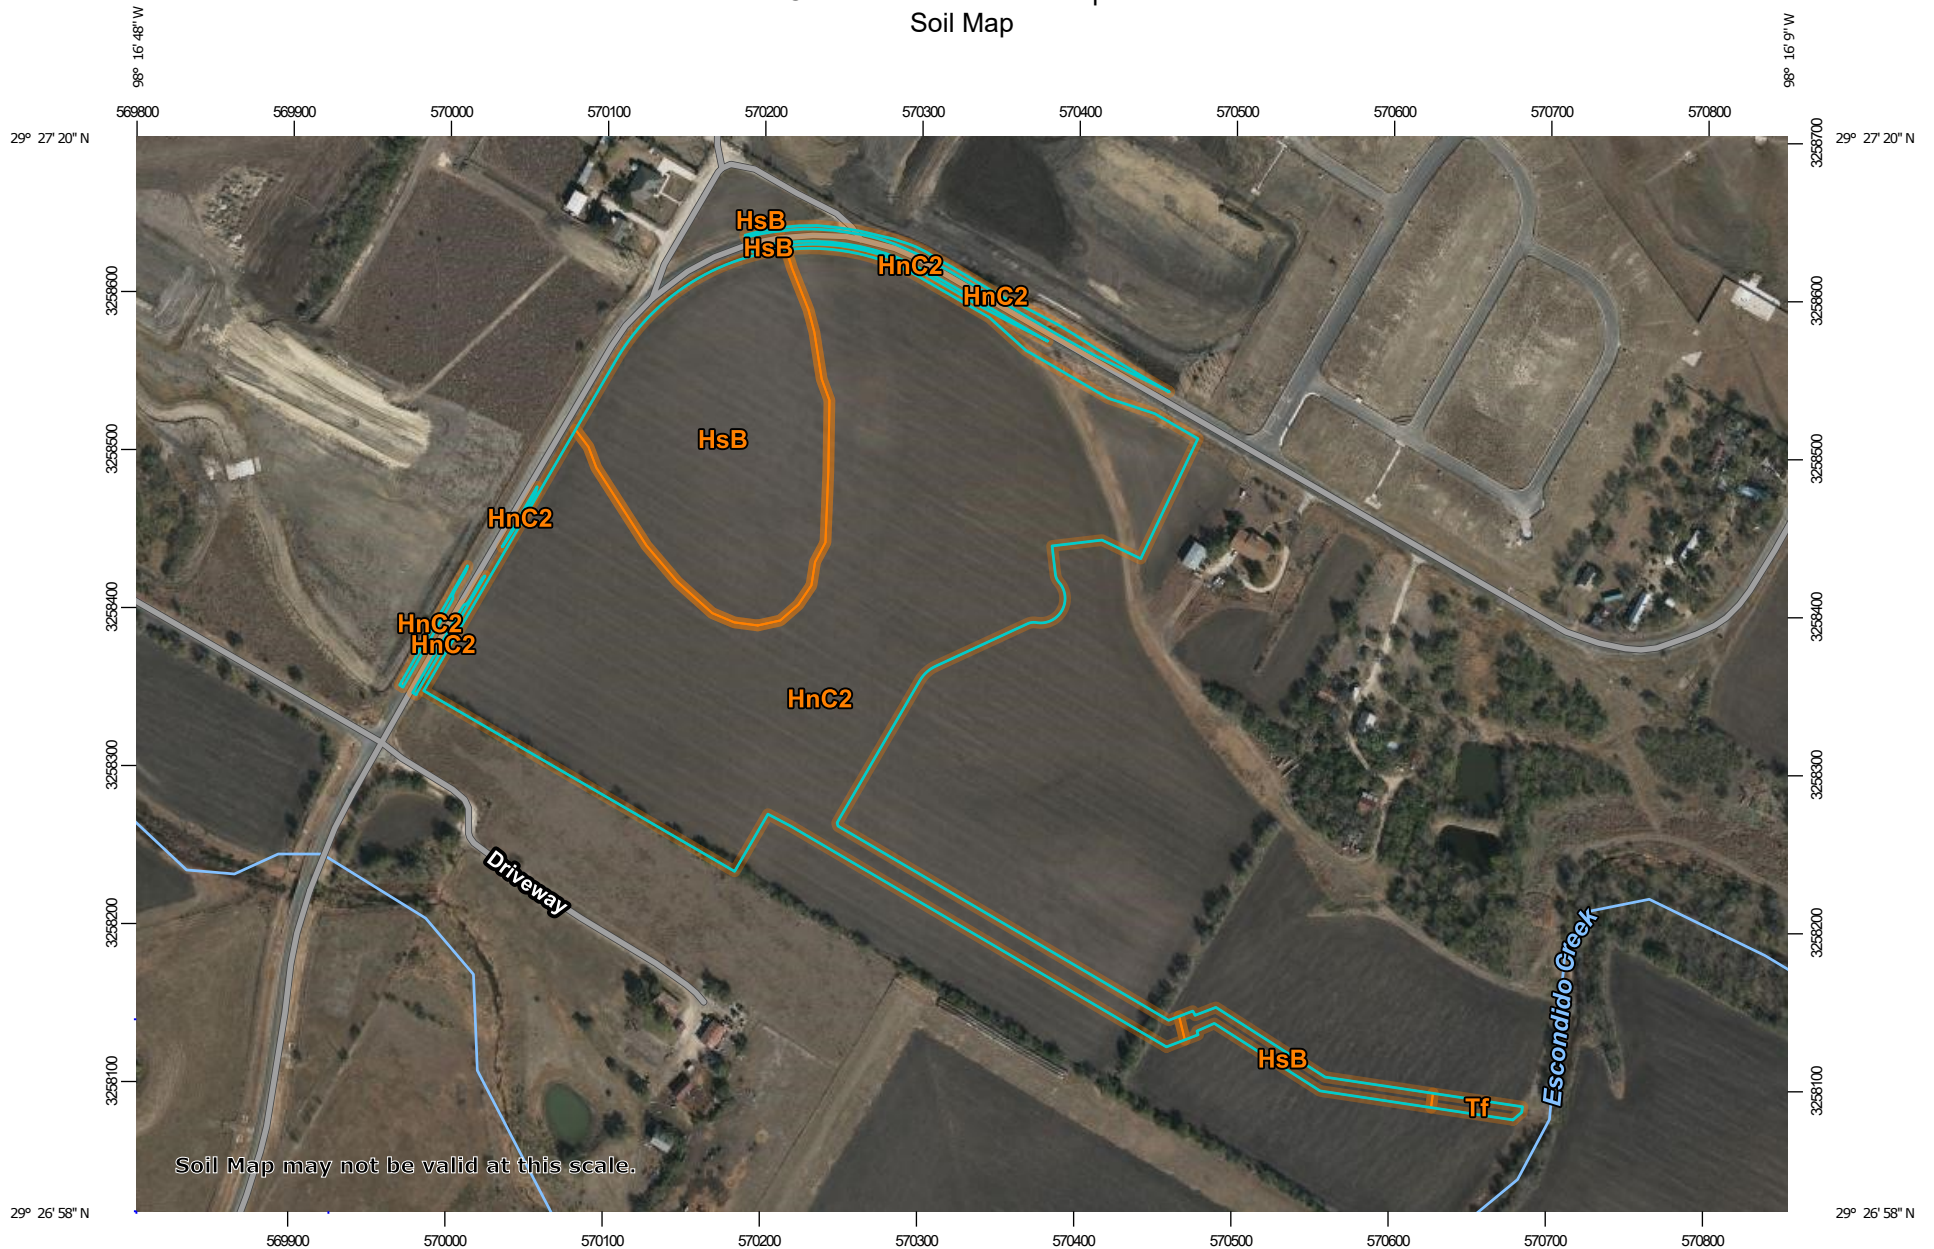 Soil Map
98° 16' 48" W
98° 16' 9" W
569800 569900 570000 570100 570200 570300 570400 570500 570600 570700 570800
29° 27' 20" N
29° 27' 20" N
3258700
3258600
3258600
3258500
3258500
3258400
3258400
3258300
3258300
3258200
3258200
3258100
3258100
HsB
HsB
HnC2
HnC2
HsB
HnC2
HnC2
HnC2
HnC2
Driveway
Escondido Creek
HsB
Tf
Soil Map may not be valid at this scale.
29° 26' 58" N
29° 26' 58" N
569900 570000 570100 570200 570300 570400 570500 570600 570700 570800